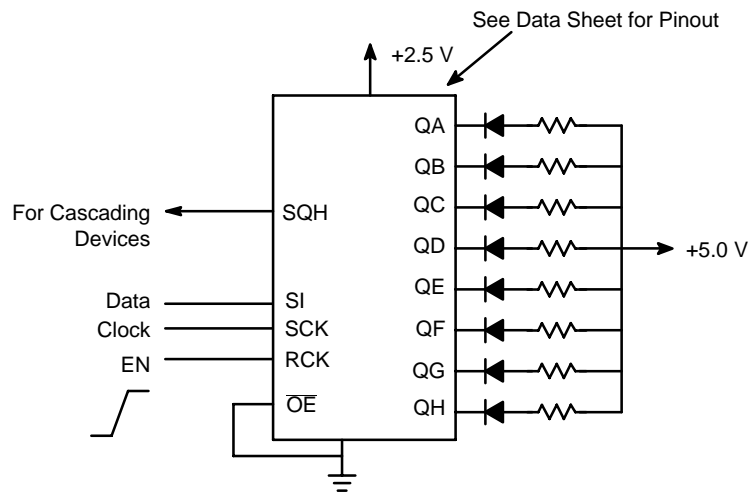 See Data Sheet for Pinout
+2.5 V
QA
QB
QC
QD
QE
QF
QG
QH
+5.0 V
For Cascading
Devices
SQH
Data
SI
Clock
SCK
EN
RCK
OE